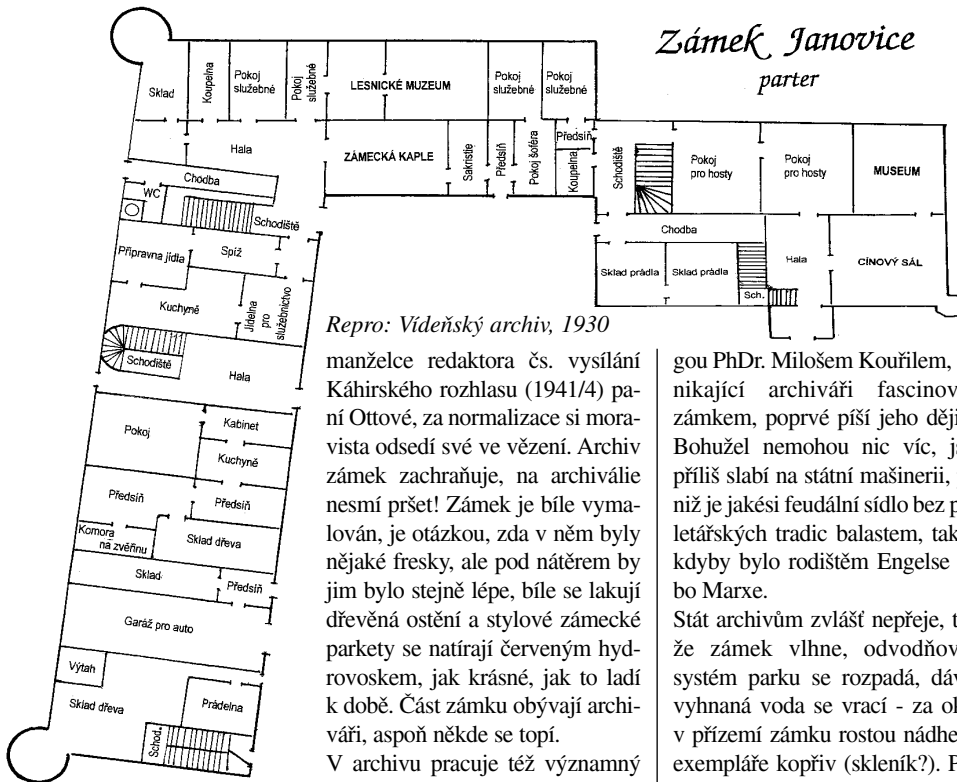 Zámek Janovice
parter
Sklad
Koupelna
Pokoj
služebné
Pokoj
služebné
LESNICKÉ MUZEUM
Pokoj
služebné
Pokoj
služebné
Hala
ZÁMECKÁ KAPLE
Sakristie
Předsíň
Pokoj šoféra
Předsíň
Koupelna
Schodiště
Pokoj
pro hosty
Pokoj
pro hosty
MUSEUM
Chodba
WC
Schodiště
Chodba
Připravna jídla
Spíž
Sklad prádla
Sklad prádla
Sch.
Hala
CÍNOVÝ SÁL
Kuchyně
Jídelna
pro
služebnictvo
Schodiště
Hala
Pokoj
Kabinet
Kuchyně
Předsíň
Předsíň
Komora
na zvěřinu
Sklad dřeva
Sklad
Předsíň
Garáž pro auto
Výtah
Sklad dřeva
Prádelna
Schod.
Repro: Vídeňský archiv, 1930
manželce redaktora čs. vysílání
Káhirského rozhlasu (1941/4) pa-
ní Ottové, za normalizace si mora-
vista odsedí své ve vězení. Archiv
zámek zachraňuje, na archiválie
nesmí pršet! Zámek je bíle vyma-
lován, je otázkou, zda v něm byly
nějaké fresky, ale pod nátěrem by
jim bylo stejně lépe, bíle se lakují
dřevěná ostění a stylové zámecké
parkety se natírají červeným hyd-
rovoskem, jak krásné, jak to ladí
k době. Část zámku obývají archi-
váři, aspoň někde se topí.
V archivu pracuje též významný
gou PhDr. Milošem Kouřilem,
nikající archiváři fascinov
zámkem, poprvé píší jeho ději
Bohužel nemohou nic víc, j
příliš slabí na státní mašinerii,
niž je jakési feudální sídlo bez p
letářských tradic balastem, tak
kdyby bylo rodištěm Engelse
bo Marxe.
Stát archivům zvlášť nepřeje, t
že zámek vlhne, odvodňov
systém parku se rozpadá, dáv
vyhnaná voda se vrací - za ok
v přízemí zámku rostou nádhe
exempláře kopřiv (skleník?). P